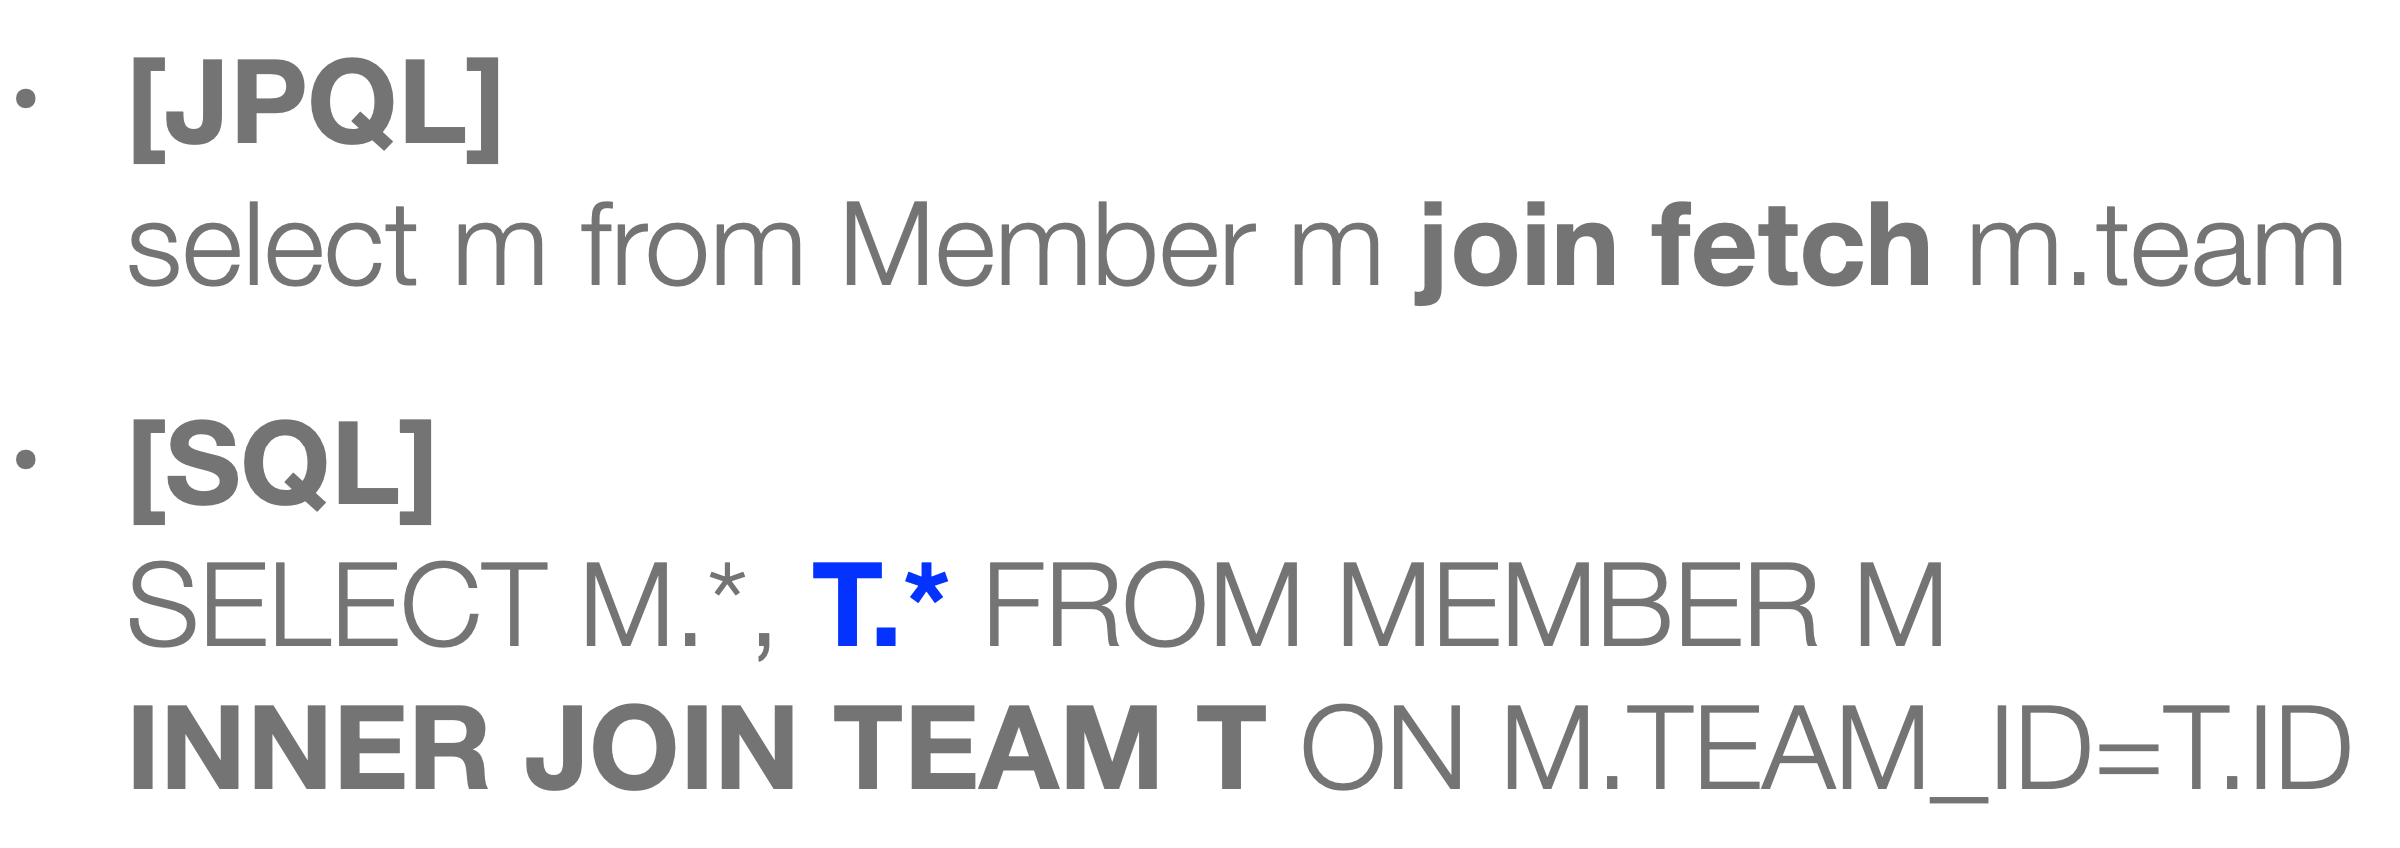 • [JPQL]
select m from Member m join fetch m.team
• [SQL]
SELECT M.*, T.* FROM MEMBER M
INNER JOIN TEAM T ON M.TEAM_ID=T.ID